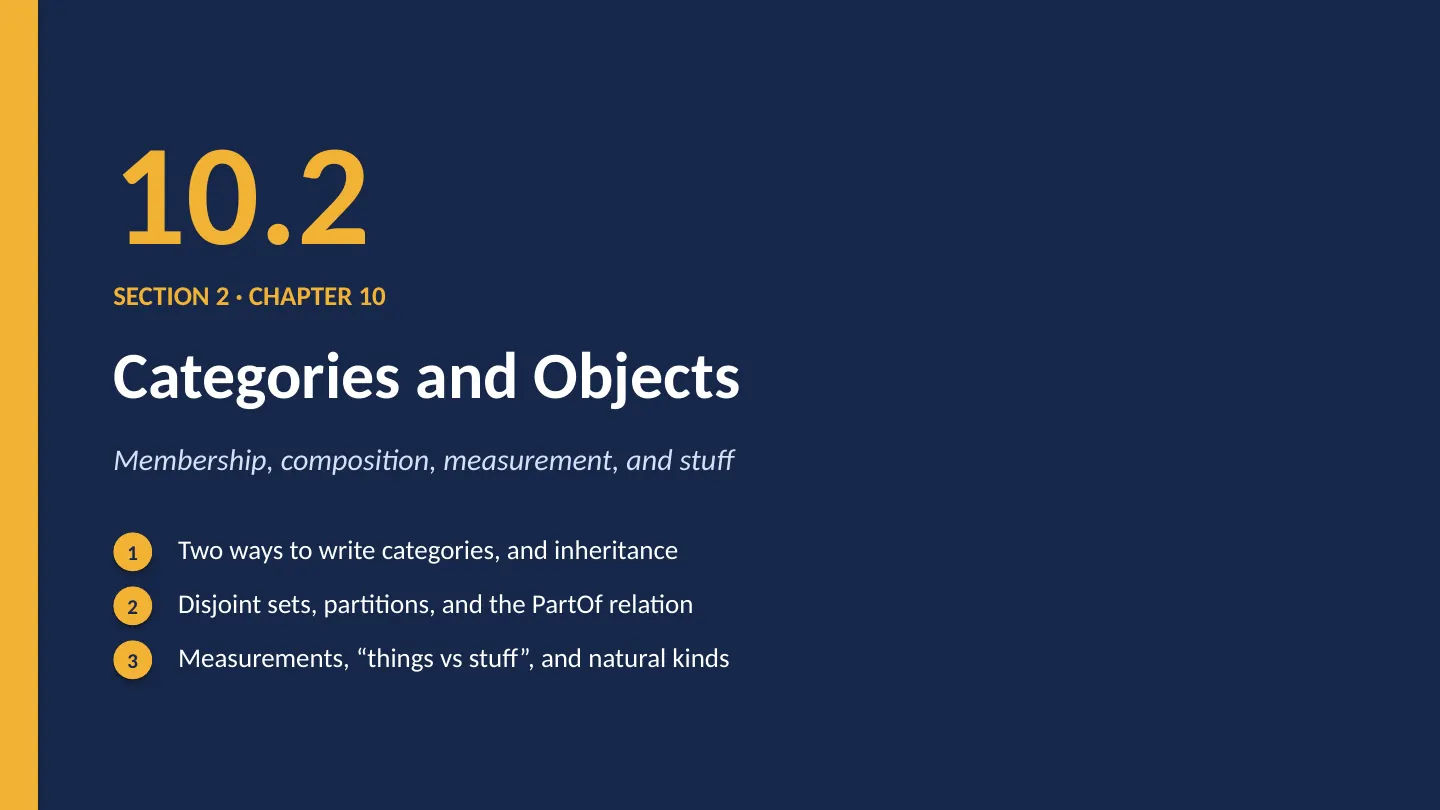 10.2
SECTION 2 · CHAPTER 10
Categories and Objects
Membership, composition, measurement, and stuff
1 Two ways to write categories, and inheritance
2 Disjoint sets, partitions, and the PartOf relation
3 Measurements, “things vs stuff”, and natural kinds